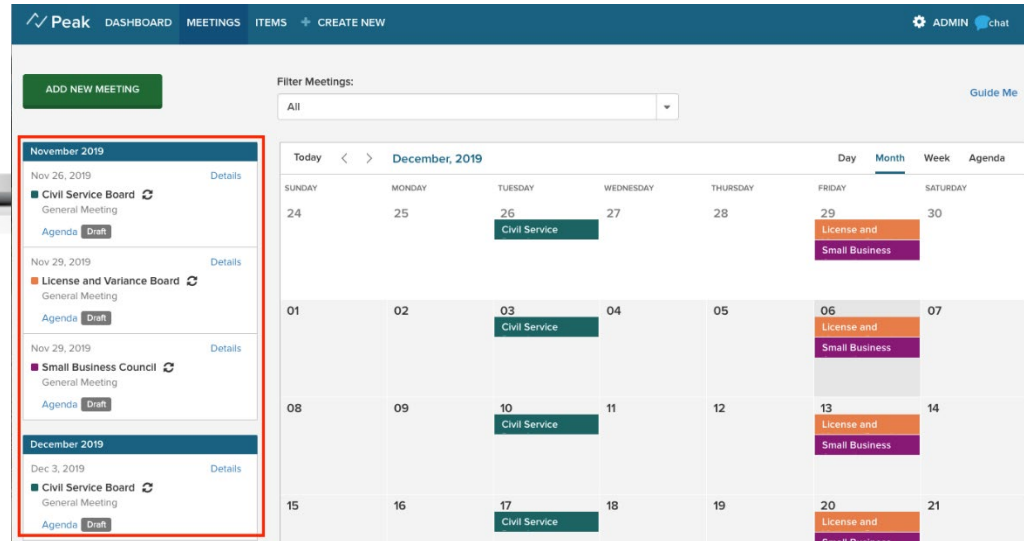 Peak DASHBOARD MEETINGS ITEMS + CREATE NEW ADMIN chat
ADD NEW MEETING
Filter Meetings:
All
Guide Me
November 2019
Nov 26, 2019 Details
Civil Service Board
General Meeting
Agenda Draft
Nov 29, 2019 Details
License and Variance Board
General Meeting
Agenda Draft
Nov 29, 2019 Details
Small Business Council
General Meeting
Agenda Draft
December 2019
Dec 3, 2019 Details
Civil Service Board
General Meeting
Agenda Draft
Today < > December, 2019 Day Month Week Agenda
SUNDAY MONDAY TUESDAY WEDNESDAY THURSDAY FRIDAY SATURDAY
24 25 26 27 28 29 30
Civil Service License and
Small Business
01 02 03 04 05 06 07
Civil Service License and
Small Business
08 09 10 11 12 13 14
Civil Service License and
Small Business
15 16 17 18 19 20 21
Civil Service License and
Small Business